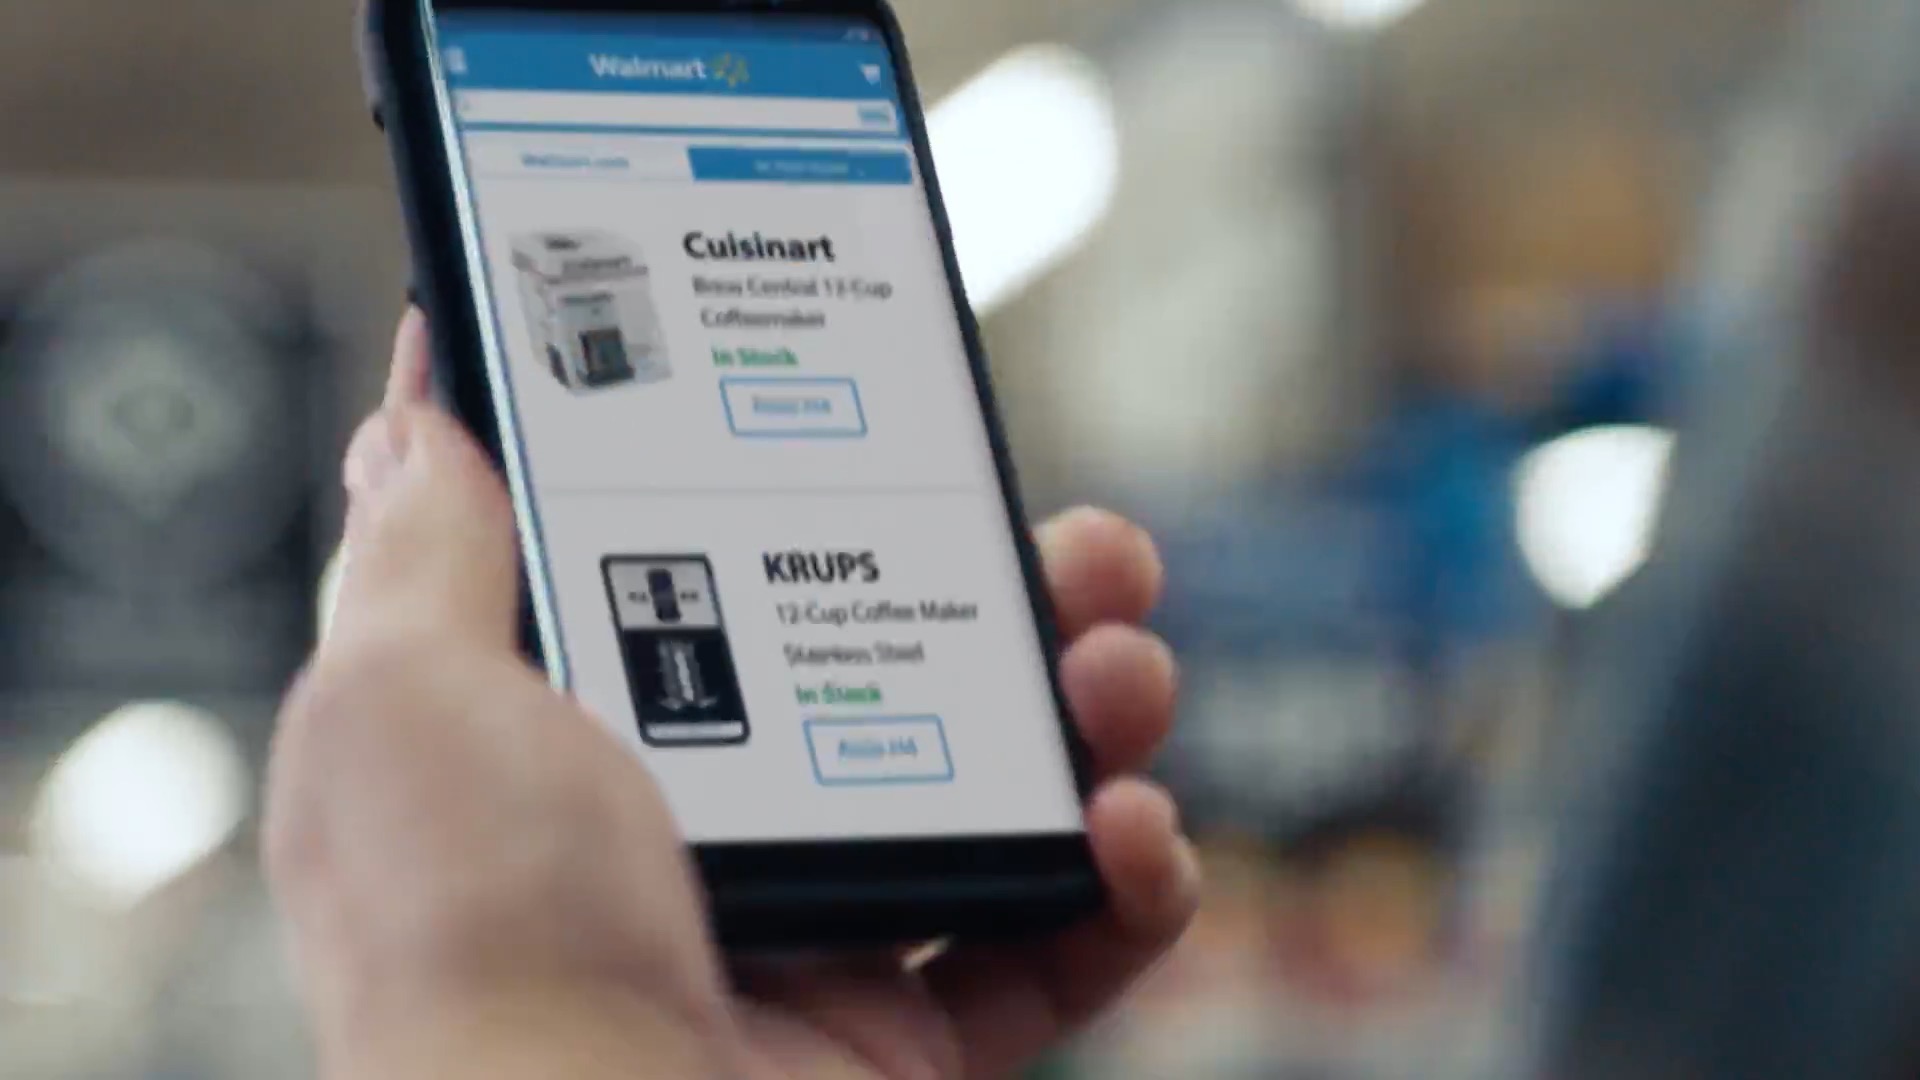 Walmart
Walmart.com
Cuisinart
Brew Central 12-Cup
Coffeemaker
In Stock
Aisle H4
KRUPS
12-Cup Coffee Maker
Stainless Steel
In Stock
Aisle H4